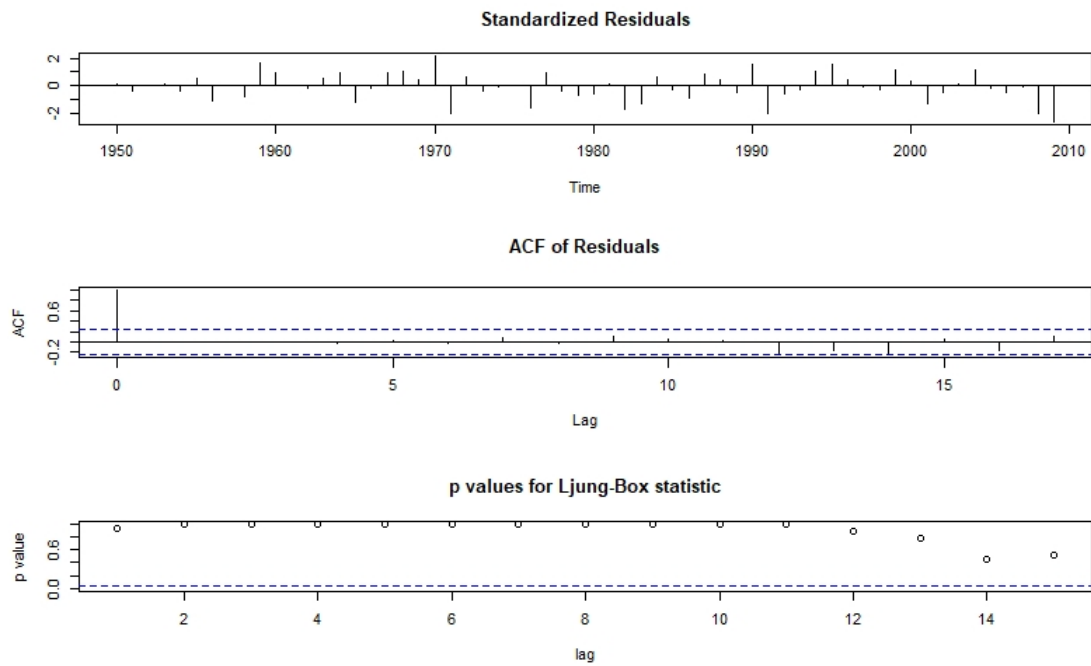 Standardized Residuals
2
0
-2
1950 1960 1970 1980 1990 2000 2010
Time
ACF of Residuals
ACF
0.6
-0.2
0 5 10 15
Lag
p values for Ljung-Box statistic
p value
0.6
0.0
2 4 6 8 10 12 14
lag